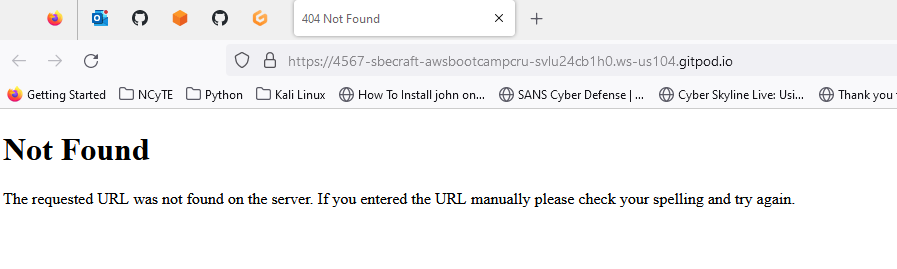 404 Not Found
https://4567-sbecraft-awsbootcampcru-svlu24cb1h0.ws-us104.gitpod.io
Getting Started NCyTE Python Kali Linux How To Install john on... SANS Cyber Defense | ... Cyber Skyline Live: Usi... Thank you f
Not Found
The requested URL was not found on the server. If you entered the URL manually please check your spelling and try again.